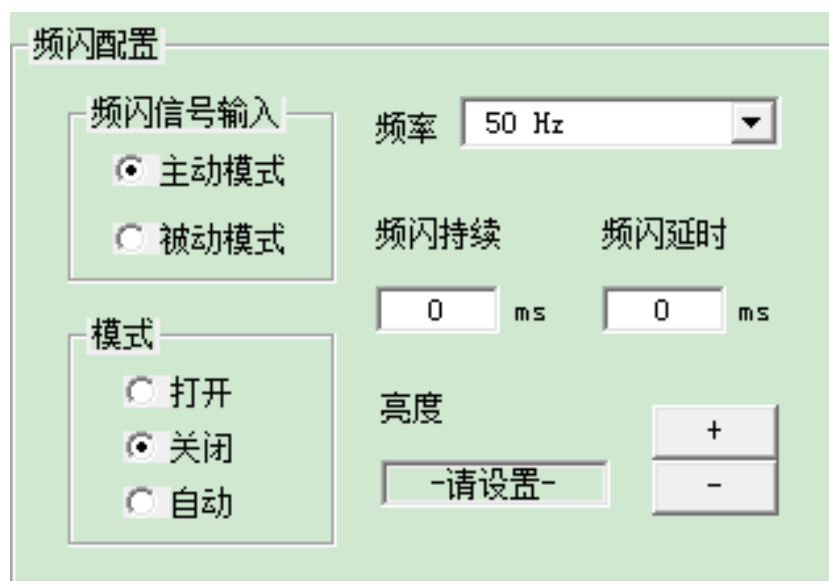 频闪配置
频闪信号输入
主动模式
被动模式
频率 50 Hz
频闪持续 频闪延时
0 ms 0 ms
模式
打开
关闭
自动
亮度
-请设置-
+
-